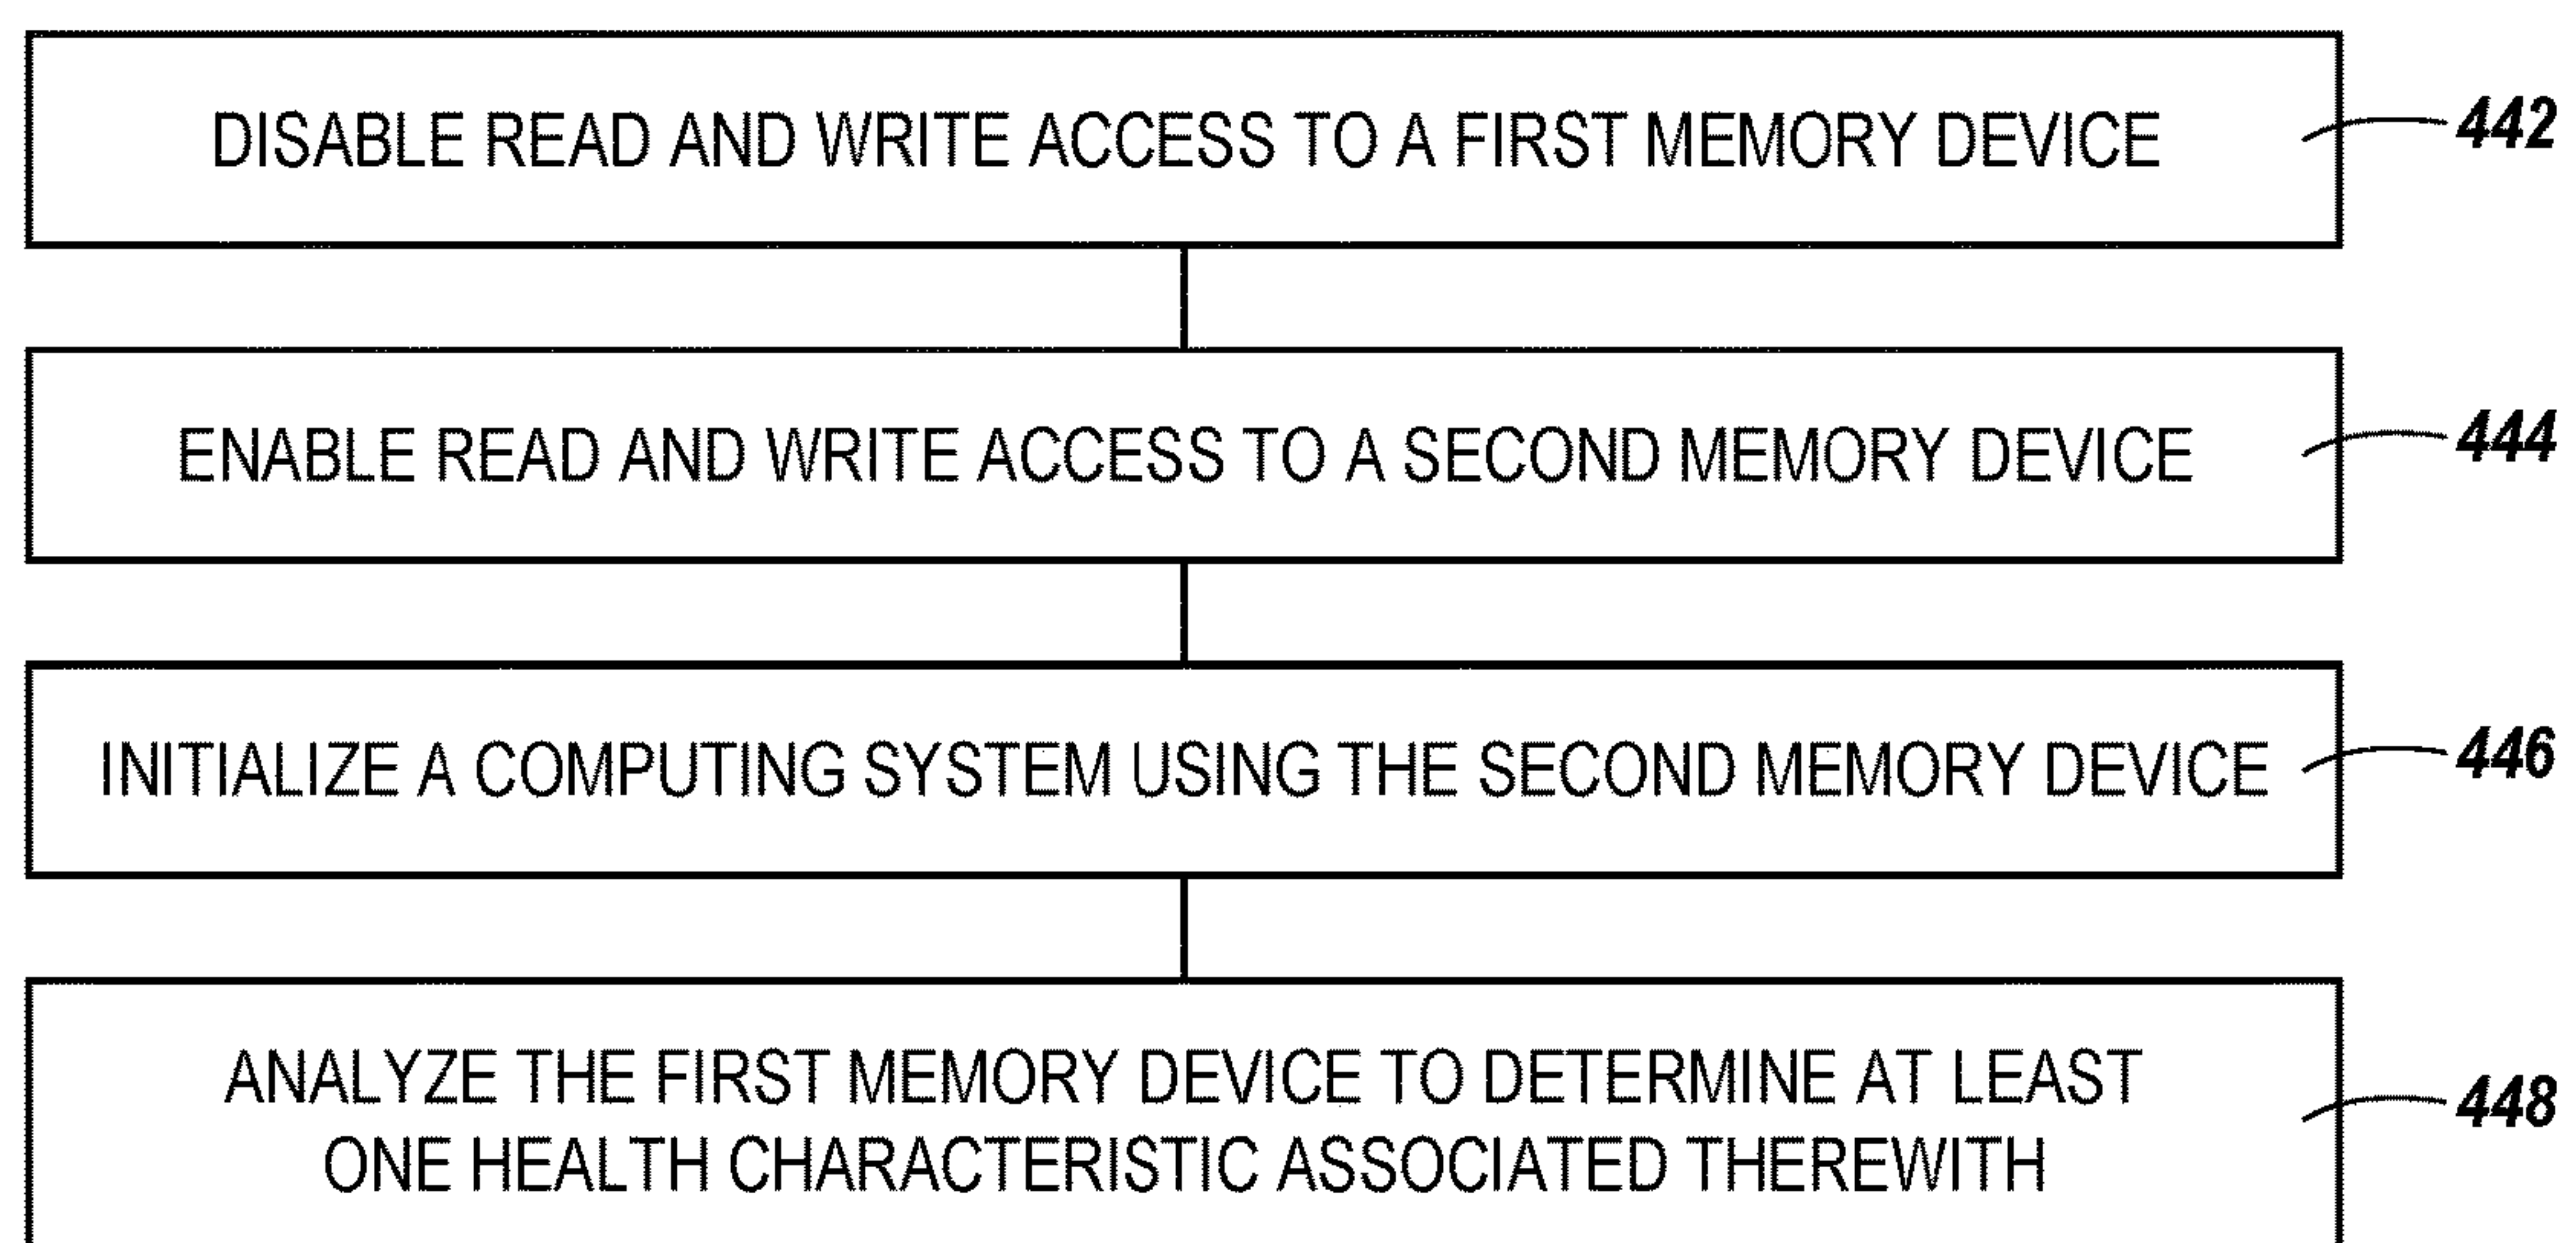 DISABLE READ AND WRITE ACCESS TO A FIRST MEMORY DEVICE
442
ENABLE READ AND WRITE ACCESS TO A SECOND MEMORY DEVICE
444
INITIALIZE A COMPUTING SYSTEM USING THE SECOND MEMORY DEVICE
446
ANALYZE THE FIRST MEMORY DEVICE TO DETERMINE AT LEAST
ONE HEALTH CHARACTERISTIC ASSOCIATED THEREWITH
448